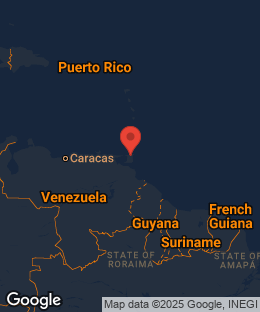 Puerto Rico
Caracas
Venezuela
French
Guiana
Guyana
Suriname
STATE OF
RORAIMA
STATE OF
AMAPÁ
Google
Map data ©2025 Google, INEGI